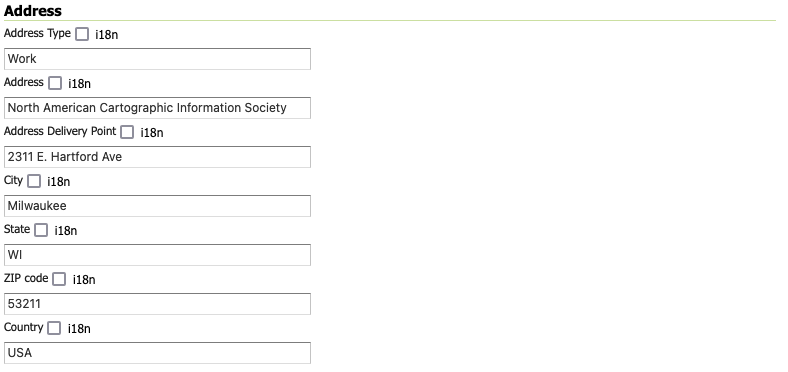 Address
Address Type i18n
Work
Address i18n
North American Cartographic Information Society
Address Delivery Point i18n
2311 E. Hartford Ave
City i18n
Milwaukee
State i18n
WI
ZIP code i18n
53211
Country i18n
USA